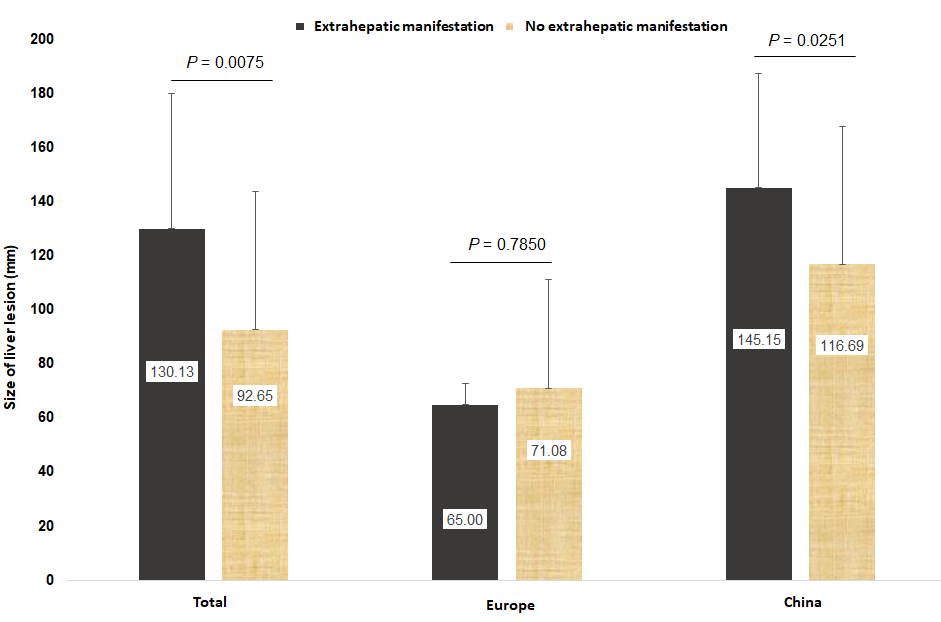 Extrahepatic manifestation No extrahepatic manifestation
200
180
160
140
120
100
80
60
40
20
0
Size of liver lesion (mm)
P = 0.0075
P = 0.7850
P = 0.0251
130.13
92.65
65.00
71.08
145.15
116.69
Total
Europe
China